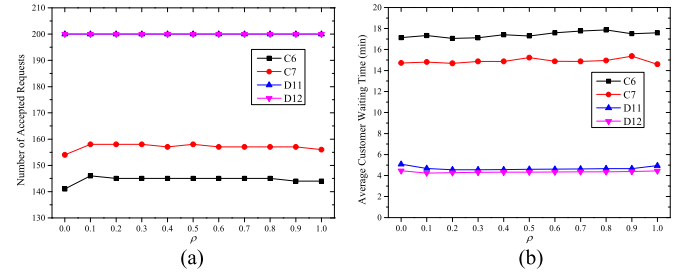 200
190
180
170
160
150
140
130
Number of Accepted Requests
C6
C7
D11
D12
0.0 0.1 0.2 0.3 0.4 0.5 0.6 0.7 0.8 0.9 1.0
ρ
(a)
20
18
16
14
12
10
8
6
4
2
0
Average Customer Waiting Time (min)
C6
C7
D11
D12
0.0 0.1 0.2 0.3 0.4 0.5 0.6 0.7 0.8 0.9 1.0
ρ
(b)